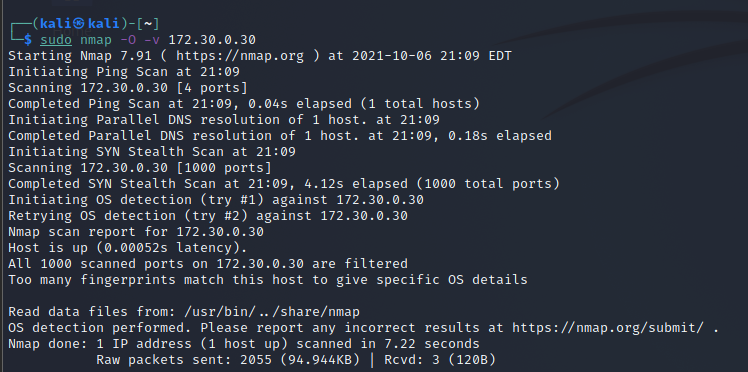 ┌──(kali㉿kali)-[~]
└─$ sudo nmap -O -v 172.30.0.30
Starting Nmap 7.91 ( https://nmap.org ) at 2021-10-06 21:09 EDT
Initiating Ping Scan at 21:09
Scanning 172.30.0.30 [4 ports]
Completed Ping Scan at 21:09, 0.04s elapsed (1 total hosts)
Initiating Parallel DNS resolution of 1 host. at 21:09
Completed Parallel DNS resolution of 1 host. at 21:09, 0.18s elapsed
Initiating SYN Stealth Scan at 21:09
Scanning 172.30.0.30 [1000 ports]
Completed SYN Stealth Scan at 21:09, 4.12s elapsed (1000 total ports)
Initiating OS detection (try #1) against 172.30.0.30
Retrying OS detection (try #2) against 172.30.0.30
Nmap scan report for 172.30.0.30
Host is up (0.00052s latency).
All 1000 scanned ports on 172.30.0.30 are filtered
Too many fingerprints match this host to give specific OS details

Read data files from: /usr/bin/../share/nmap
OS detection performed. Please report any incorrect results at https://nmap.org/submit/ .
Nmap done: 1 IP address (1 host up) scanned in 7.22 seconds
Raw packets sent: 2055 (94.944KB) | Rcvd: 3 (120B)